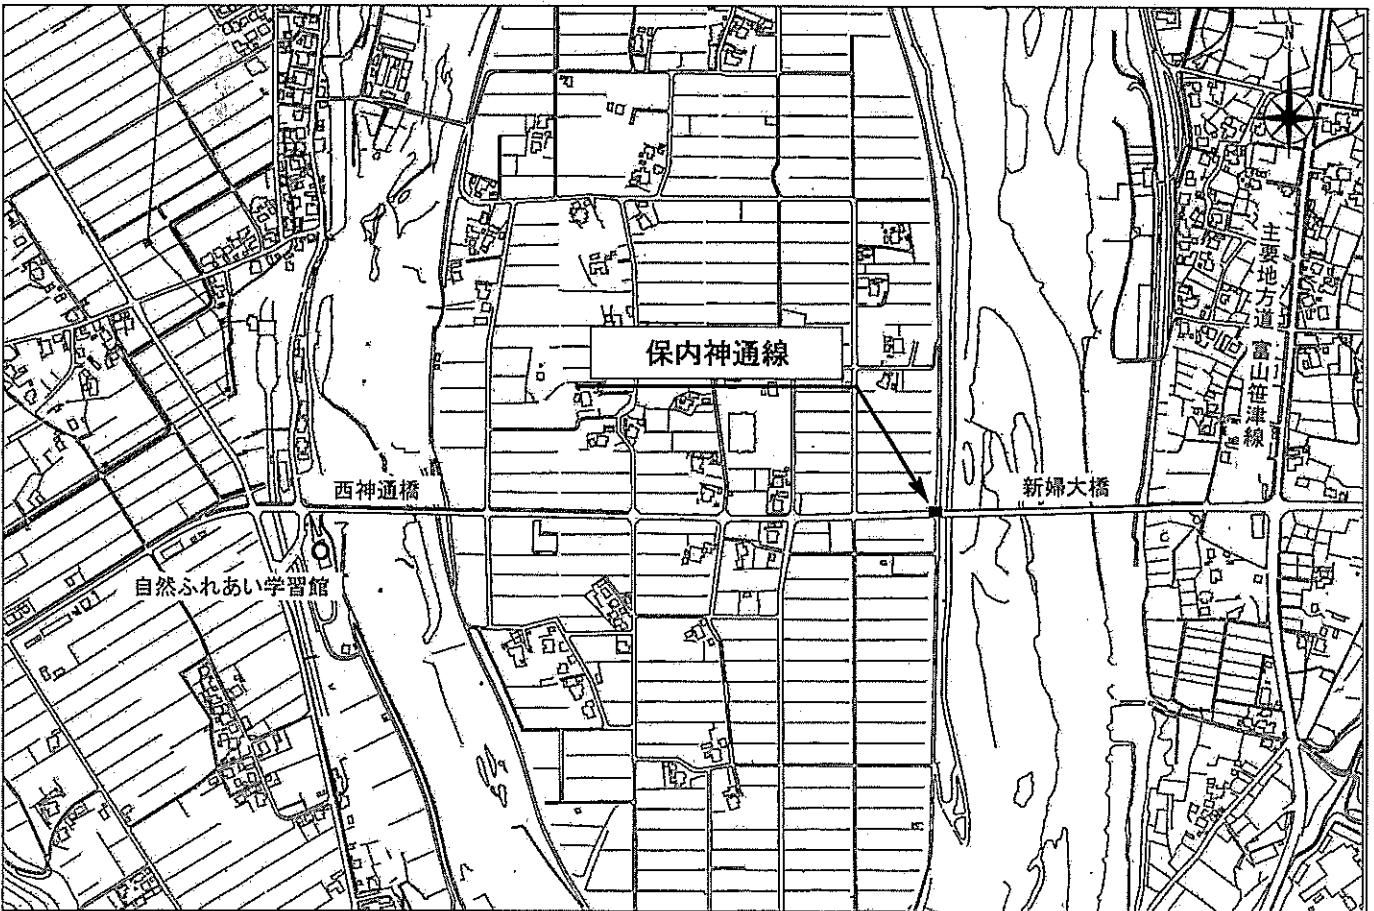 N
主要地方道 富山笹津線
保内神通線
西神通橋
新婦大橋
自然ふれあい学習館